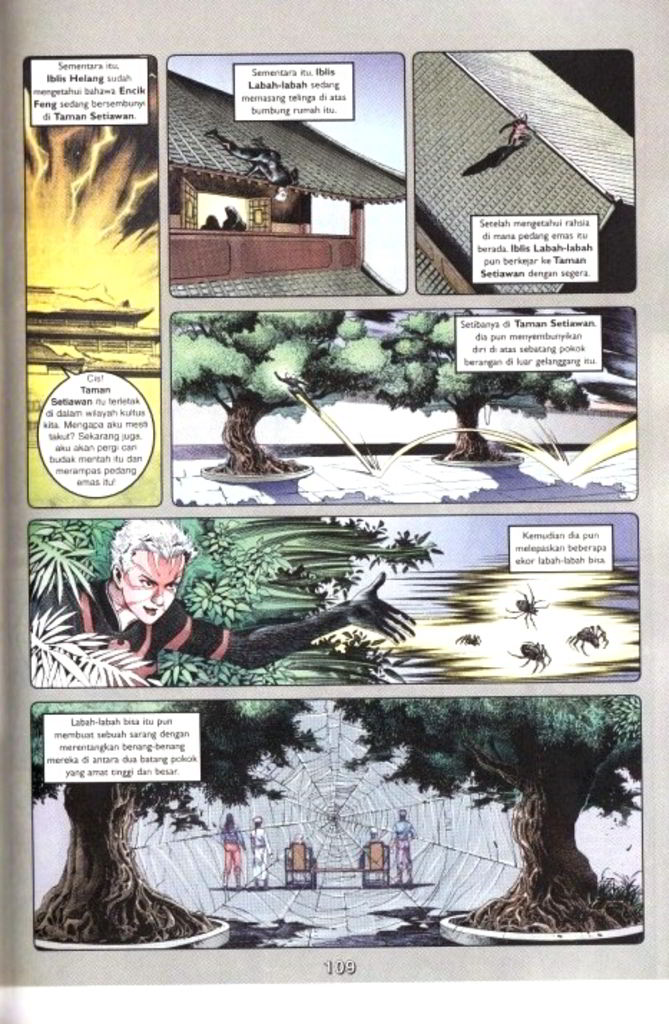 Sementara itu,
Iblis Helang sudah
mengetahui bahawa Encik
Feng sedang bersembunyi
di Taman Setiawan.
Sementara itu, Iblis
Labah-labah sedang
memasang telinga di atas
bumbung rumah itu.
Setelah mengetahui rahsia
di mana pedang emas itu
berada, Iblis Labah-labah
pun berkejar ke Taman
Setiawan dengan segera.
Cis!
Taman
Setiawan itu terletak
di dalam wilayah kultus
kita. Mengapa aku mesti
takut? Sekarang juga,
aku akan pergi cari
budak mentah itu dan
merampas pedang
emas itu!
Setibanya di Taman Setiawan,
dia pun menyembunyikan
diri di atas sebatang pokok
berangan di luar gelanggang itu.
Kemudian dia pun
melepaskan beberapa
ekor labah-labah bisa.
Labah-labah bisa itu pun
membuat sebuah sarang dengan
merentangkan benang-benang
mereka di antara dua batang pokok
yang amat tinggi dan besar.
109